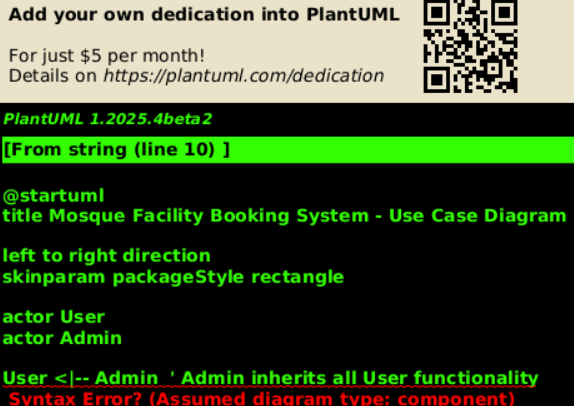 Add your own dedication into PlantUML
For just $5 per month!
Details on https://plantuml.com/dedication
PlantUML 1.2025.4beta2
[From string (line 10) ]
@startuml
title Mosque Facility Booking System - Use Case Diagram
left to right direction
skinparam packageStyle rectangle
actor User
actor Admin
User <|-- Admin  ' Admin inherits all User functionality
Syntax Error? (Assumed diagram type: component)